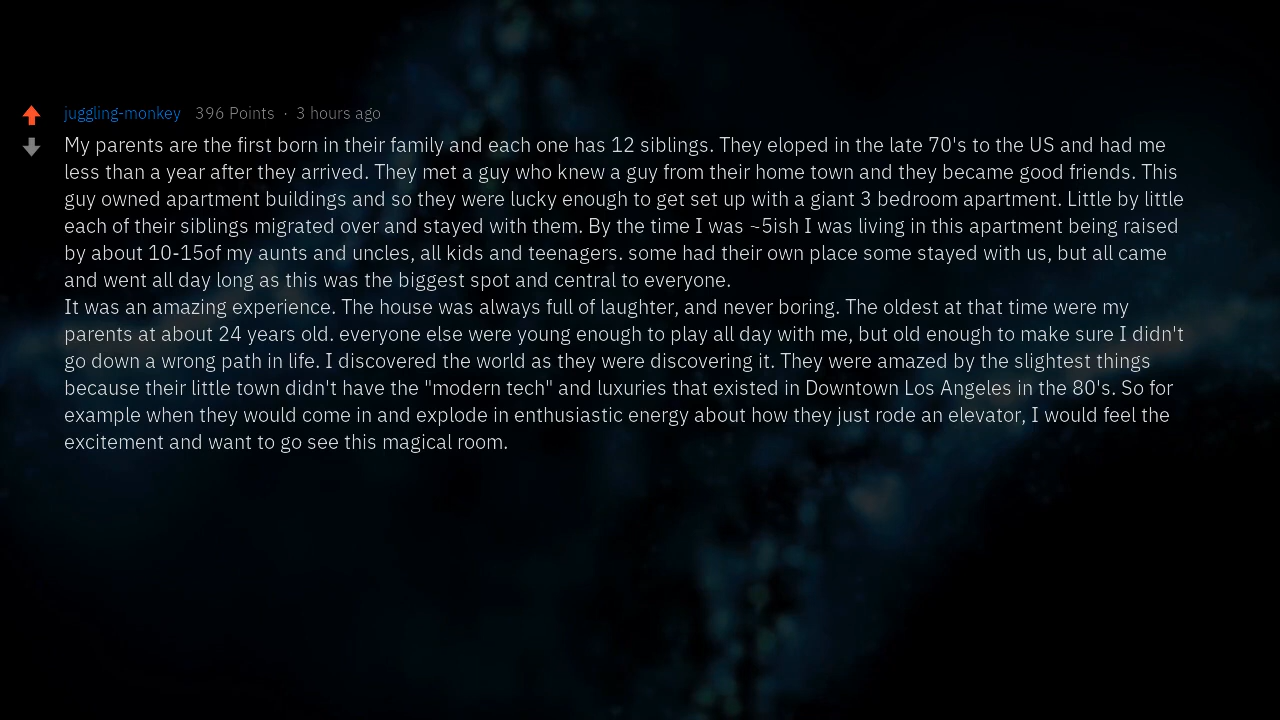 juggling-monkey 396 Points · 3 hours ago
My parents are the first born in their family and each one has 12 siblings. They eloped in the late 70's to the US and had me
less than a year after they arrived. They met a guy who knew a guy from their home town and they became good friends. This
guy owned apartment buildings and so they were lucky enough to get set up with a giant 3 bedroom apartment. Little by little
each of their siblings migrated over and stayed with them. By the time I was ~5ish I was living in this apartment being raised
by about 10-15of my aunts and uncles, all kids and teenagers. some had their own place some stayed with us, but all came
and went all day long as this was the biggest spot and central to everyone.
It was an amazing experience. The house was always full of laughter, and never boring. The oldest at that time were my
parents at about 24 years old. everyone else were young enough to play all day with me, but old enough to make sure I didn't
go down a wrong path in life. I discovered the world as they were discovering it. They were amazed by the slightest things
because their little town didn't have the "modern tech" and luxuries that existed in Downtown Los Angeles in the 80's. So for
example when they would come in and explode in enthusiastic energy about how they just rode an elevator, I would feel the
excitement and want to go see this magical room.